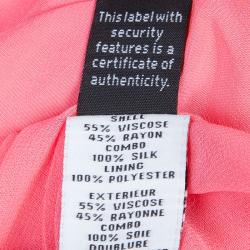 This label with
security
features is a
certificate of
authenticity.
SHELL
55% VISCOSE
45% RAYON
COMBO
100% SILK
LINING
100% POLYESTER
EXTERIEUR
55% VISCOSE
45% RAYONNE
COMBO
100% SOIE
DOUBLURE